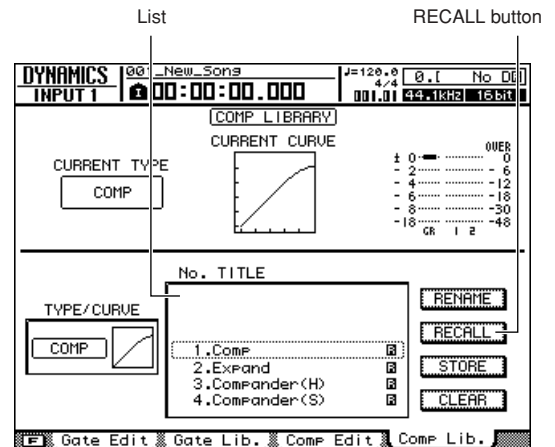 List
RECALL button
DYNAMICS
INPUT 1
001_New_Song
00:00:00.000
♩=120.0
4/4
001.01
0.[ No D
44.1kHz 16bit
COMP LIBRARY
CURRENT TYPE
COMP
CURRENT CURVE
OVER
± 0 0
- 2 - 6
- 4 -12
- 6 -18
- 8 -30
-18 -48
GR 1 2
No. TITLE
TYPE/CURVE
COMP
1.Comp R
2.Expand R
3.Compander(H) R
4.Compander(S) R
RENAME
RECALL
STORE
CLEAR
F Gate Edit Gate Lib. Comp Edit Comp Lib.